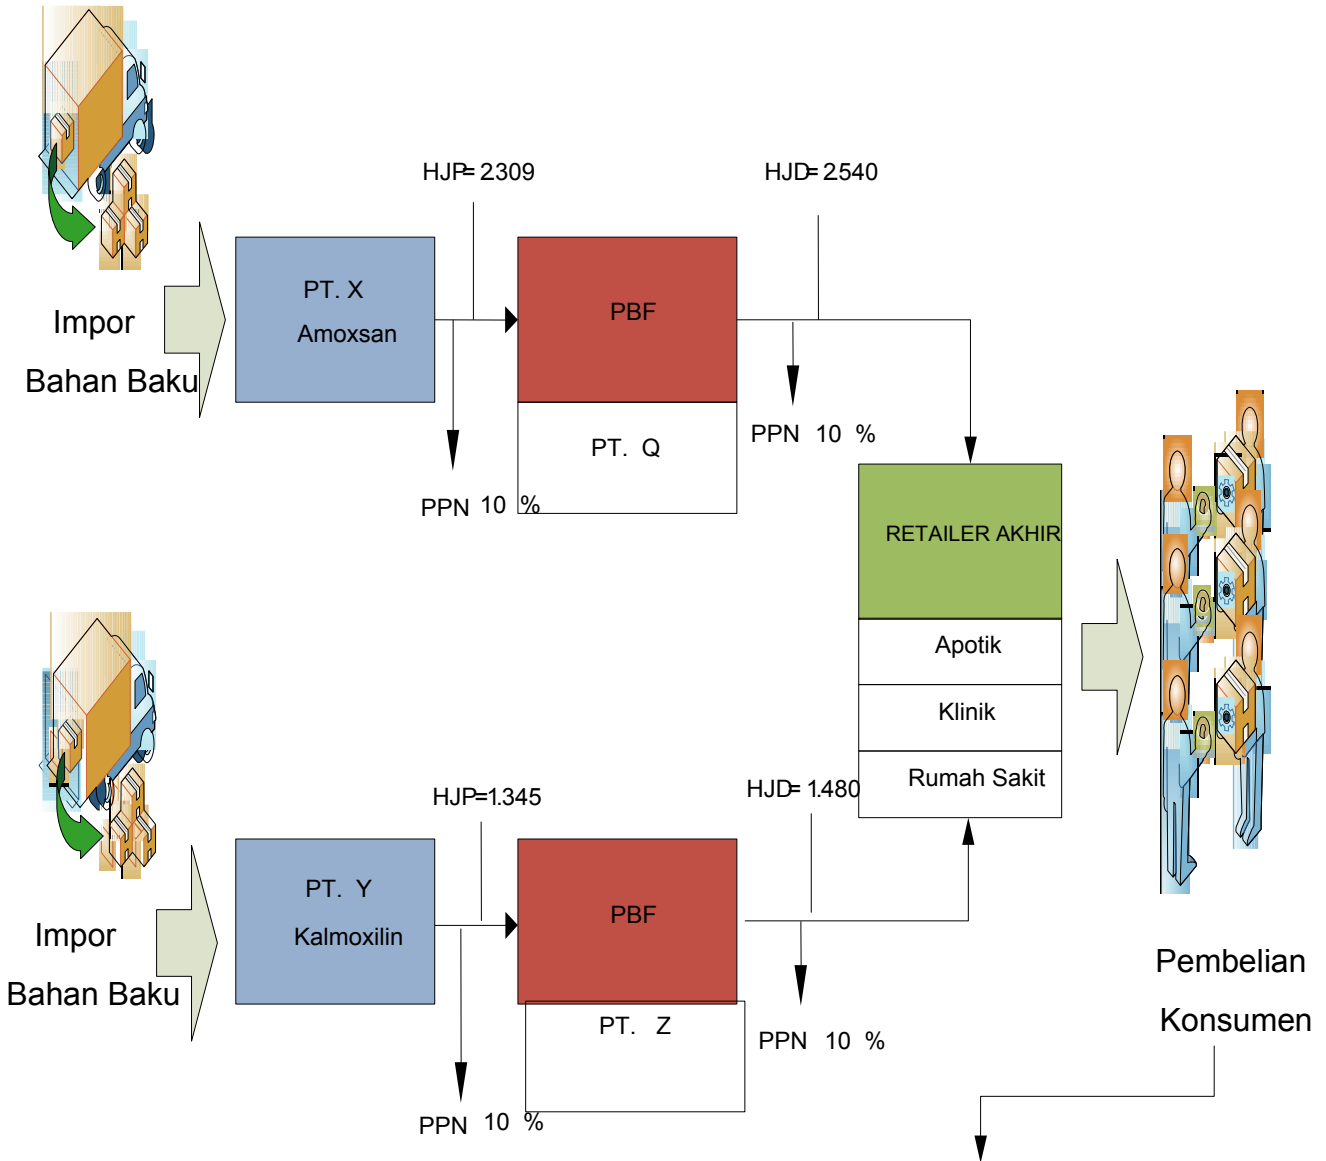 HJP= 2309
HJD= 2.540
PT. X
Amoxsan
PBF
Impor
Bahan Baku
PPN 10 %
PT. Q
PPN 10 %
RETAILER AKHIR
Apotik
Klinik
Rumah Sakit
HJP=1.345
HJD= 1.480
PT. Y
Kalmoxilin
PBF
Impor
Bahan Baku
PT. Z
PPN 10 %
PPN 10 %
Pembelian
Konsumen